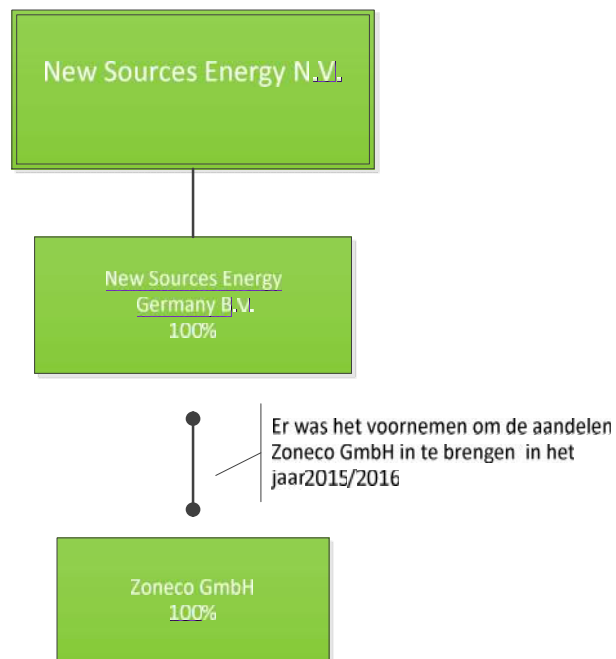 New Sources Energy N.V.
New Sources Energy
Germany B.V.
100%
Er was het voornemen om de aandelen
Zoneco GmbH in te brengen in het
jaar2015/2016
Zoneco GmbH
100%